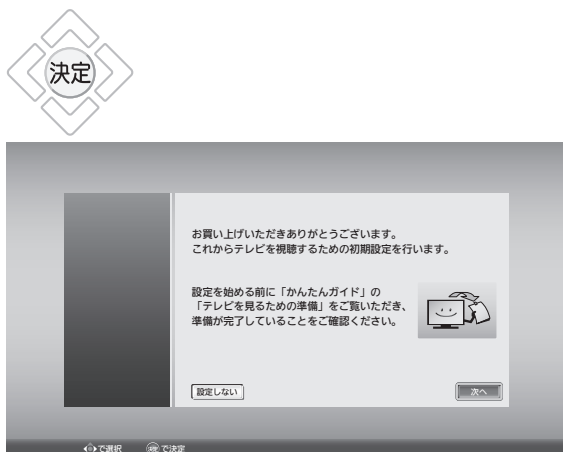 決定
お買い上げいただきありがとうございます。
これからテレビを視聴するための初期設定を行います。
設定を始める前に「かんたんガイド」の
「テレビを見るための準備」をご覧いただき、
準備が完了していることをご確認ください。
設定しない
次へ
で選択 決定 で決定